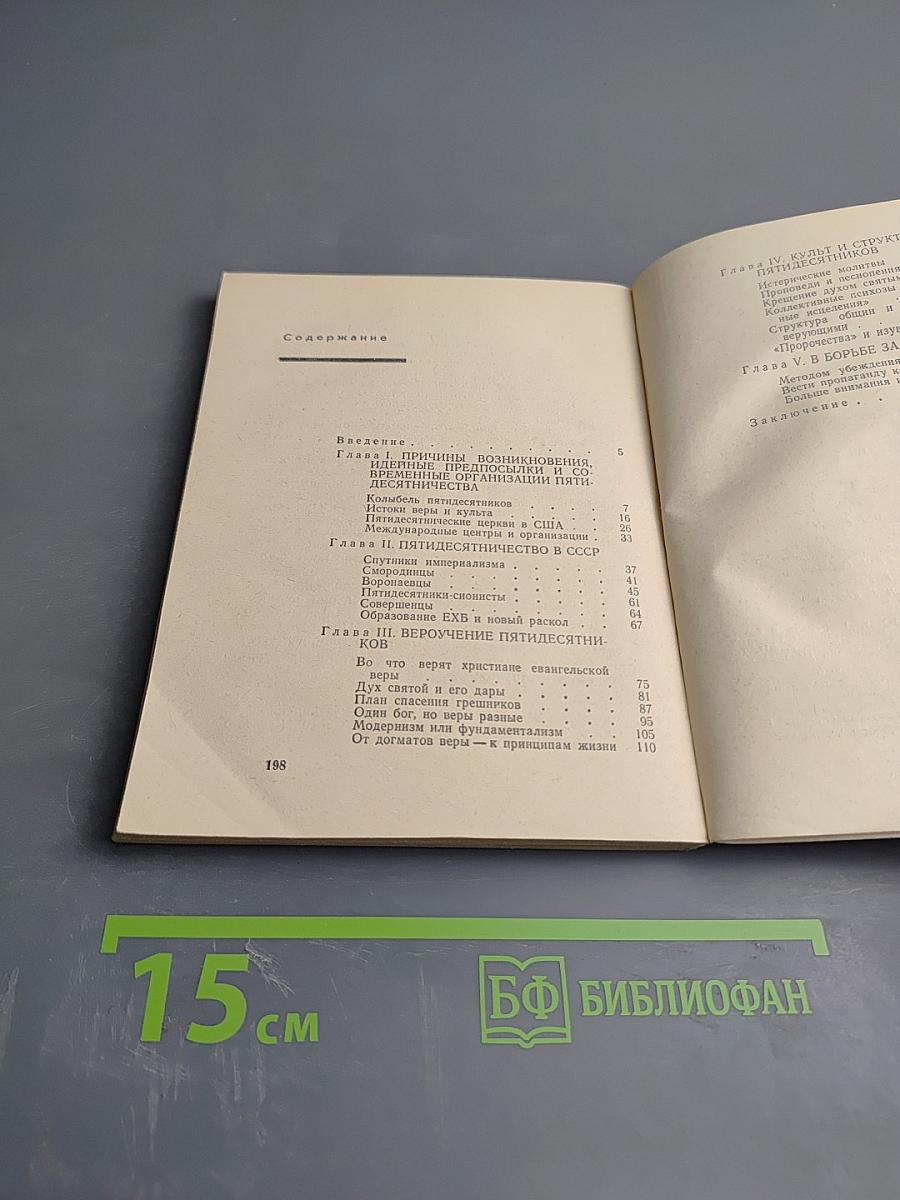 Содержание
Введение . . . . . . . . . . . 5
Глава I. ПРИЧИНЫ ВОЗНИКНОВЕНИЯ,
ИДЕЙНЫЕ ПРЕДПОСЫЛКИ И СО-
ВРЕМЕННЫЕ ОРГАНИЗАЦИИ ПЯТИ-
ДЕСЯТНИЧЕСТВА
Колыбель пятидесятников . . . . 7
Истоки веры и культа . . . . . 16
Пятидесятнические церкви в США . . 26
Международные центры и организации . 33
Глава II. ПЯТИДЕСЯТНИЧЕСТВО В СССР
Спутники империализма . . . . . 37
Смородинцы . . . . . . . 41
Воронаевцы . . . . . . . 45
Пятидесятники-сионисты . . . . . 61
Совершенцы . . . . . . . 64
Образование ЕХБ и новый раскол . . 67
Глава III. ВЕРОУЧЕНИЕ ПЯТИДЕСЯТНИ-
КОВ
Во что верят христиане евангельской
веры . . . . . . . . . 75
Дух святой и его дары . . . . . 81
План спасения грешников . . . . 87
Один бог, но веры разные . . . . 95
Модернизм или фундаментализм . . 105
От догматов веры — к принципам жизни 110
198
Глава IV. КУЛЬТ И
ПЯТИДЕСЯТНИКОВ
Истерические молитвы
Проповеди и песнопения
Крещение духом святым
Коллективные психозы
ные исцеления»
Структура общин и
верующими . .
«Пророчества» и
Глава V. В БОРЬБЕ ЗА
Методом убеждения
Вести пропаганду
Больше внимания
Заключение . .
15 см
БФ БИБЛИОФАН